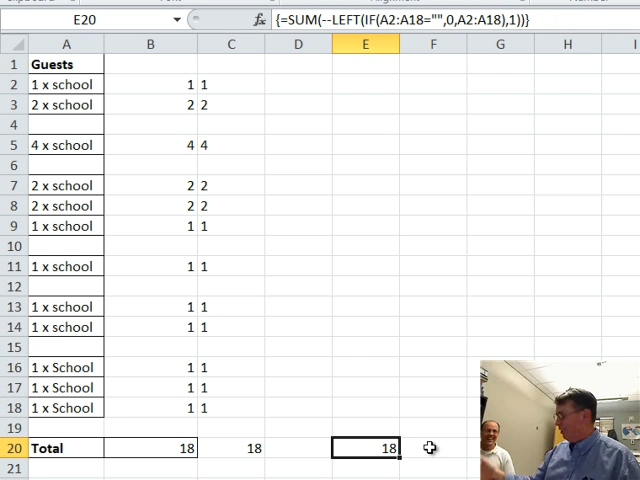 E20 fx {=SUM(--LEFT(IF(A2:A18="",0,A2:A18),1))}
A B C D E F G H I
1 Guests
2 1 x school 1 1
3 2 x school 2 2
4
5 4 x school 4 4
6
7 2 x school 2 2
8 2 x school 2 2
9 1 x school 1 1
10
11 1 x school 1 1
12
13 1 x school 1 1
14 1 x school 1 1
15
16 1 x School 1 1
17 1 x School 1 1
18 1 x School 1 1
19
20 Total 18 18 18
21